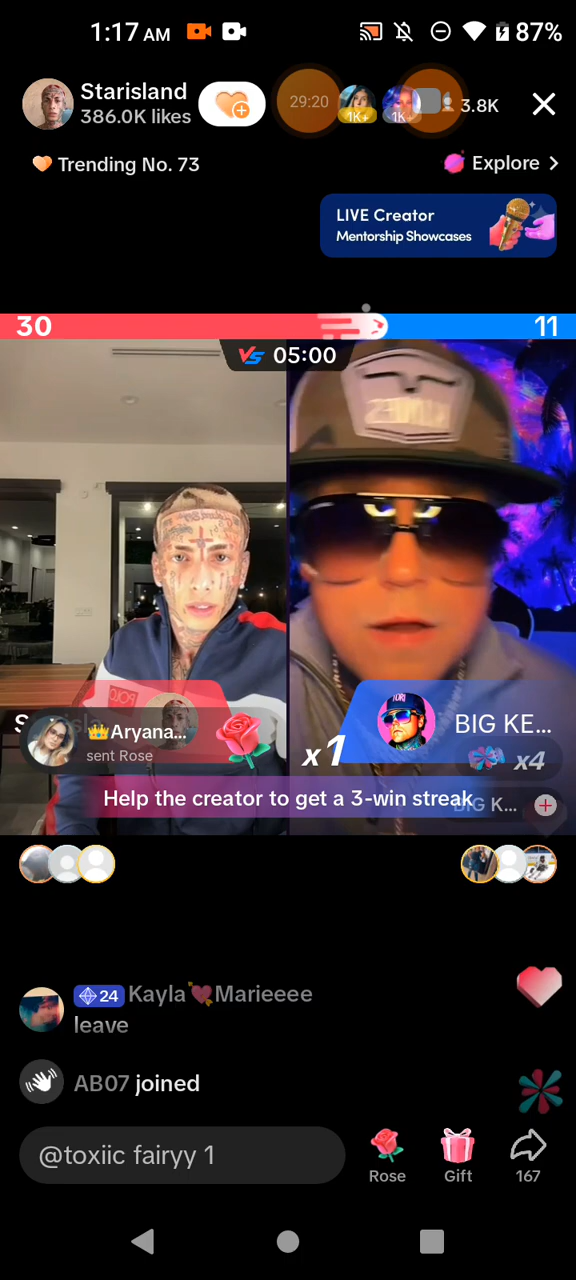 1:17 AM
87%
Starisland
386.0K likes
29:20
1K+
1K+
3.8K
Trending No. 73
Explore
LIVE Creator
Mentorship Showcases
30
11
VS 05:00
Aryana...
sent Rose
x1
BIG KE...
x4
Help the creator to get a 3-win streak
BIG K...
24 Kayla💘Marieeee
leave
AB07 joined
@toxiic fairyy 1
Rose
Gift
167